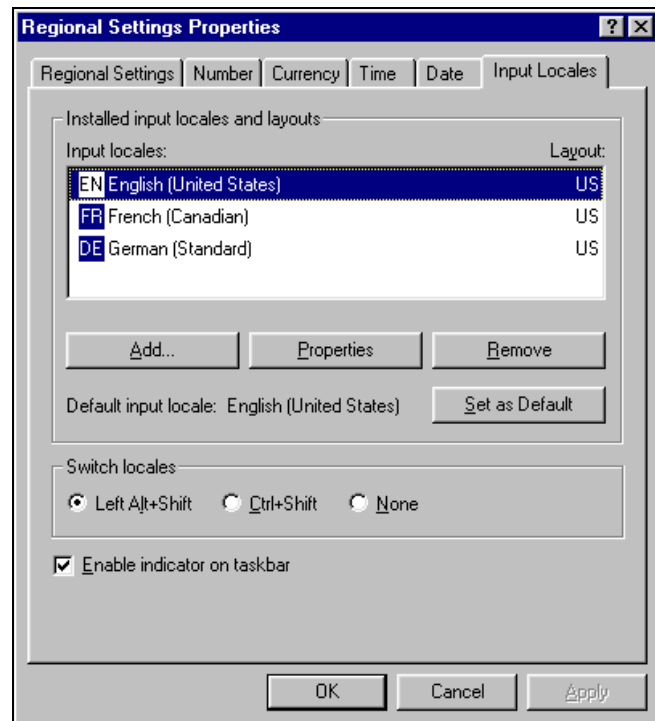 Regional Settings Properties
Regional Settings Number Currency Time Date Input Locales
Installed input locales and layouts
Input locales: Layout:
EN English (United States) US
FR French (Canadian) US
DE German (Standard) US
Add... Properties Remove
Default input locale: English (United States) Set as Default
Switch locales
Left Alt+Shift Ctrl+Shift None
Enable indicator on taskbar
OK Cancel Apply